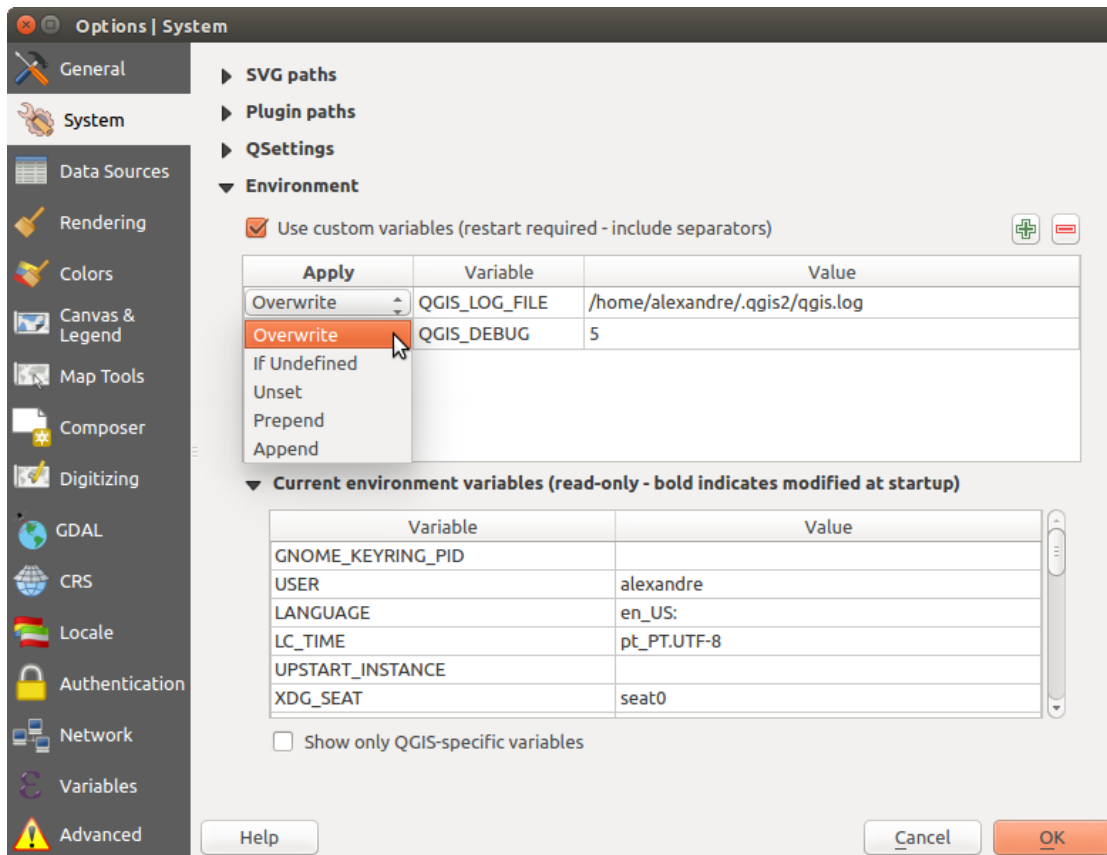 Options | System
General
System
Data Sources
Rendering
Colors
Canvas &
Legend
Map Tools
Composer
Digitizing
GDAL
CRS
Locale
Authentication
Network
Variables
Advanced
SVG paths
Plugin paths
QSettings
Environment
Use custom variables (restart required - include separators)
Apply Variable Value
Overwrite QGIS_LOG_FILE /home/alexandre/.qgis2/qgis.log
Overwrite QGIS_DEBUG 5
If Undefined
Unset
Prepend
Append
Current environment variables (read-only - bold indicates modified at startup)
Variable Value
GNOME_KEYRING_PID
USER alexandre
LANGUAGE en_US:
LC_TIME pt_PT.UTF-8
UPSTART_INSTANCE
XDG_SEAT seat0
Show only QGIS-specific variables
Help Cancel OK